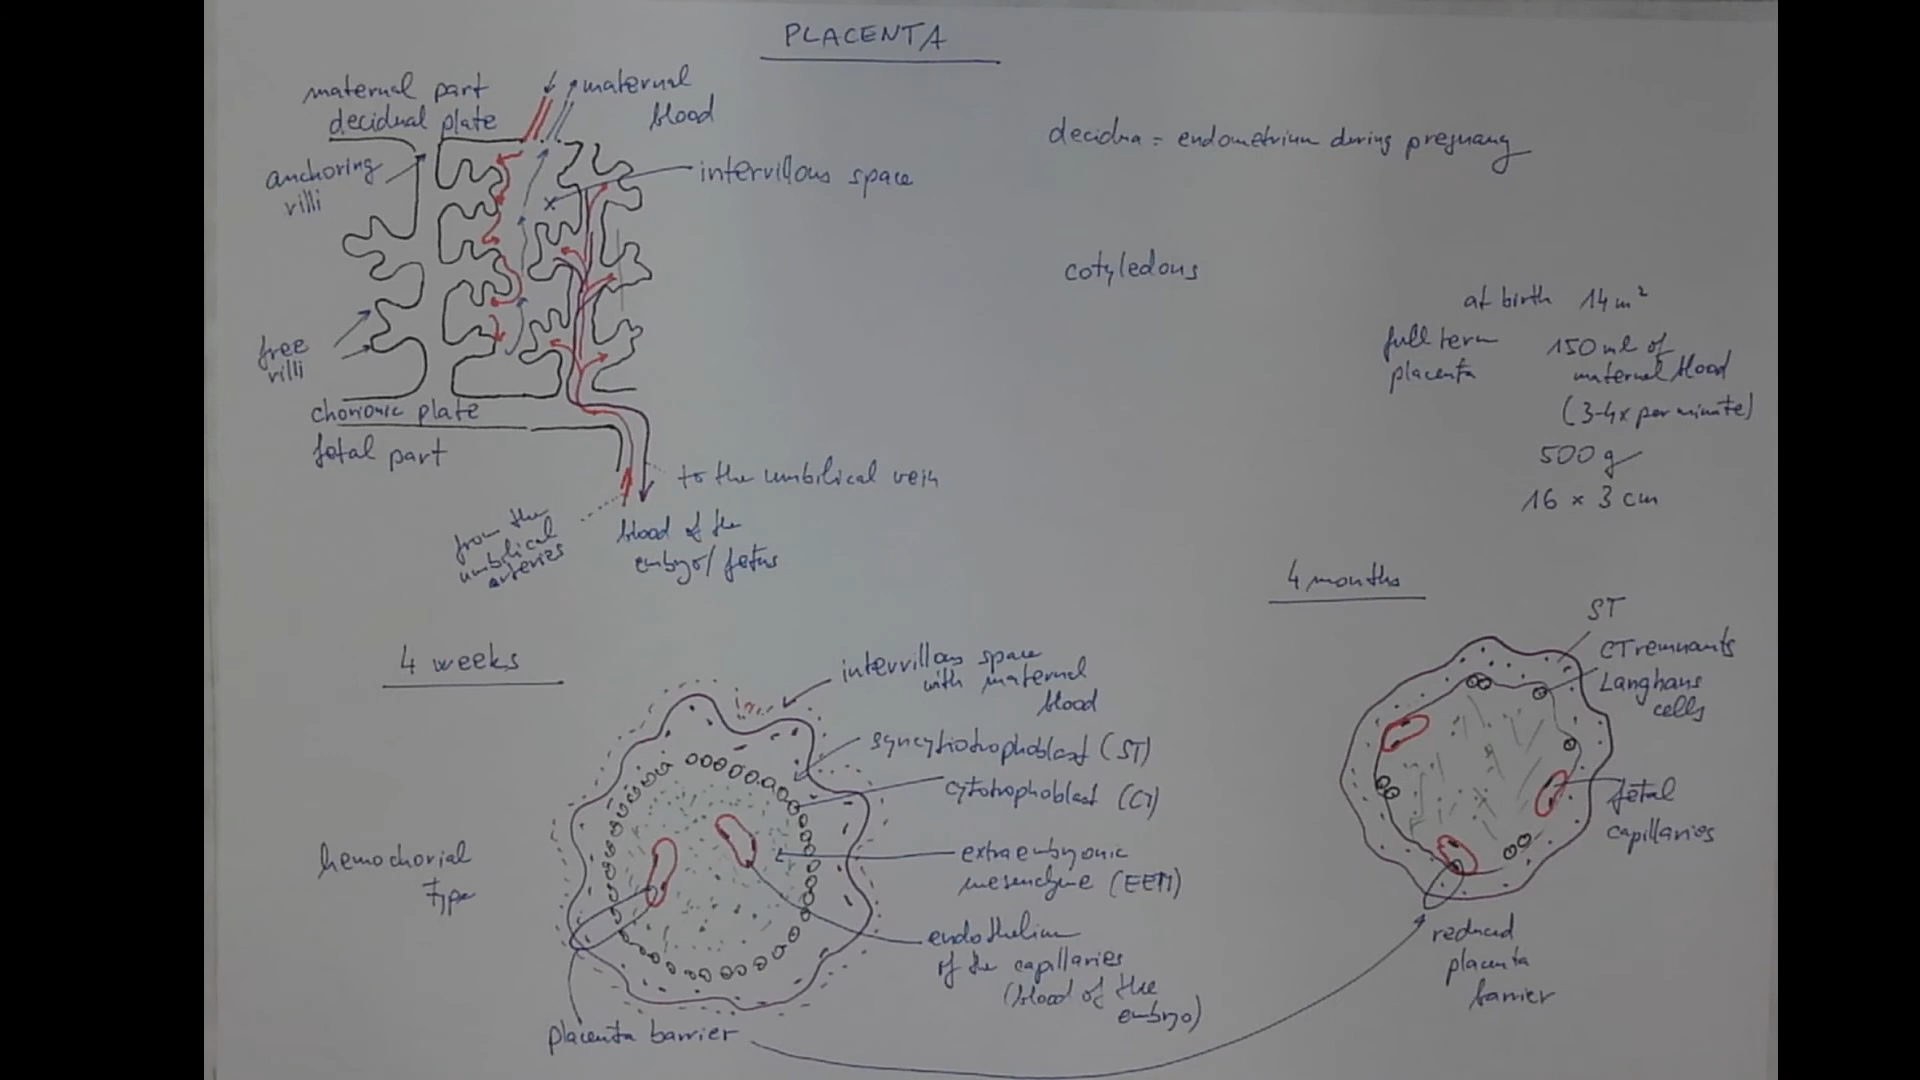 PLACENTA
maternal part
decidual plate
maternal
blood
anchoring
villi
intervillous space
free
villi
chorionic plate
fetal part
to the umbilical vein
from the
umbilical
arteries
blood of the
embryo/fetus
decidua = endometrium during pregnancy
cotyledons
at birth 14 m²
full term
placenta
150 ml of
maternal blood
(3-4x per minute)
500 g
16 × 3 cm
4 weeks
intervillous space
with maternal
blood
syncytiotrophoblast (ST)
cytotrophoblast (CT)
extraembryonic
mesenchyme (EEM)
endothelium
of the capillaries
(blood of the
embryo)
hemochorial
type
placenta barrier
4 months
ST
CT remnants
Langhans
cells
fetal
capillaries
reduced
placenta
barrier